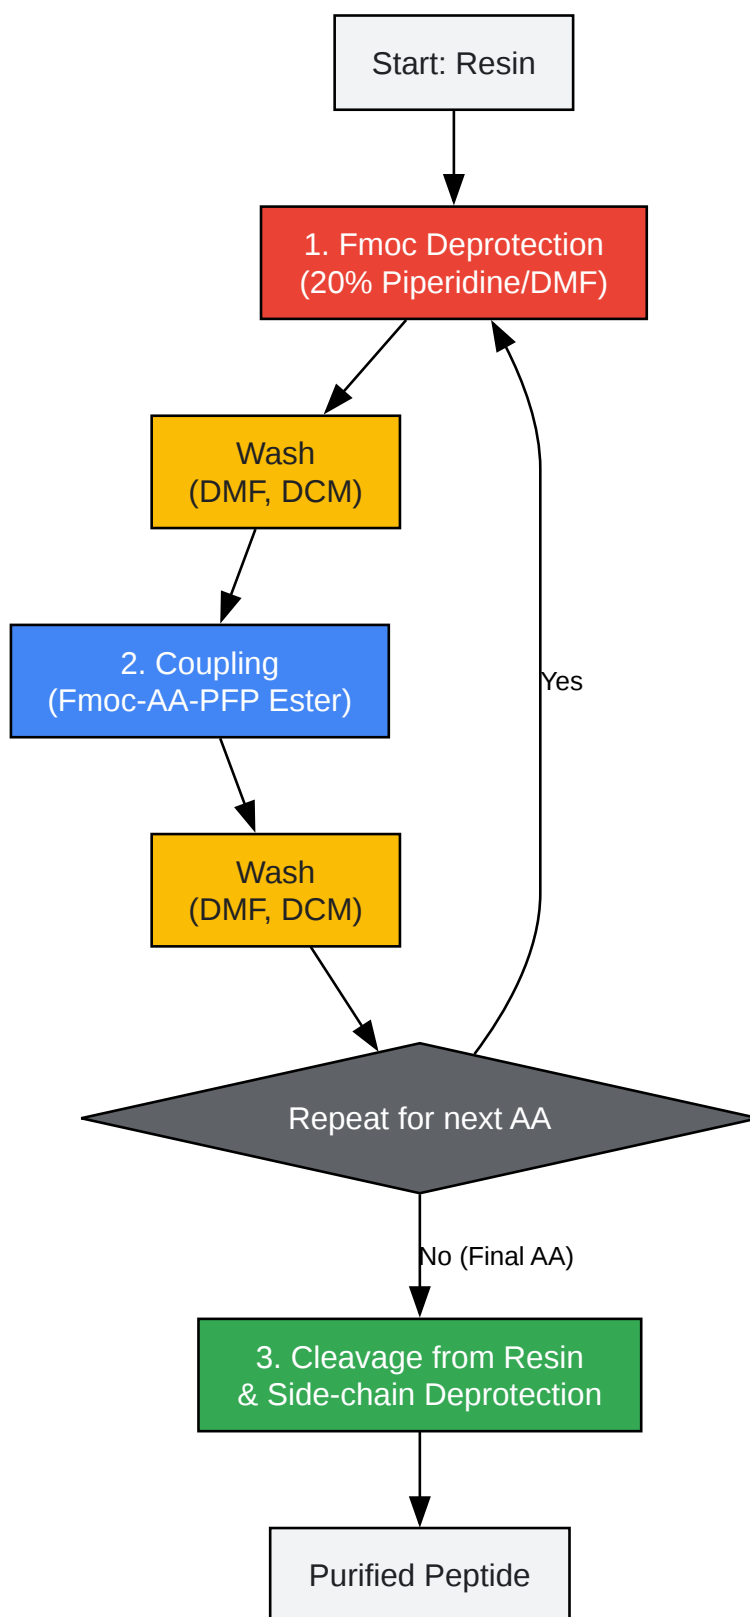 Start: Resin
1. Fmoc Deprotection
(20% Piperidine/DMF)
Wash
(DMF, DCM)
2. Coupling
(Fmoc-AA-PFP Ester)
Yes
Wash
(DMF, DCM)
Repeat for next AA
No (Final AA)
3. Cleavage from Resin
& Side-chain Deprotection
Purified Peptide